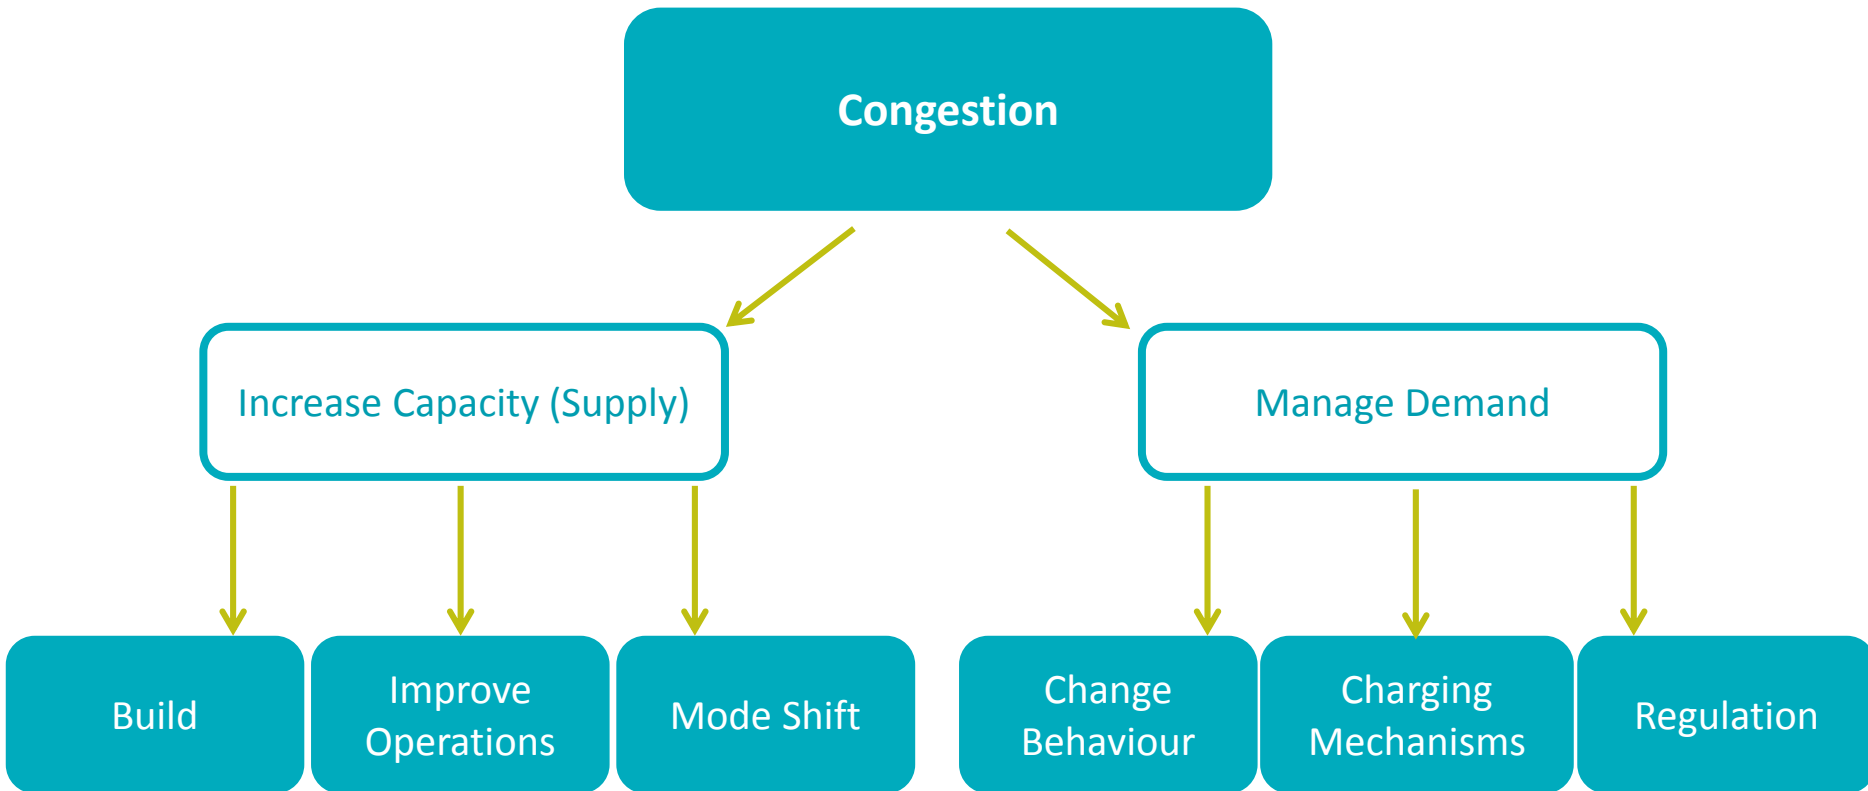 Congestion
Increase Capacity (Supply)
Manage Demand
Build
Improve
Operations
Mode Shift
Change
Behaviour
Charging
Mechanisms
Regulation